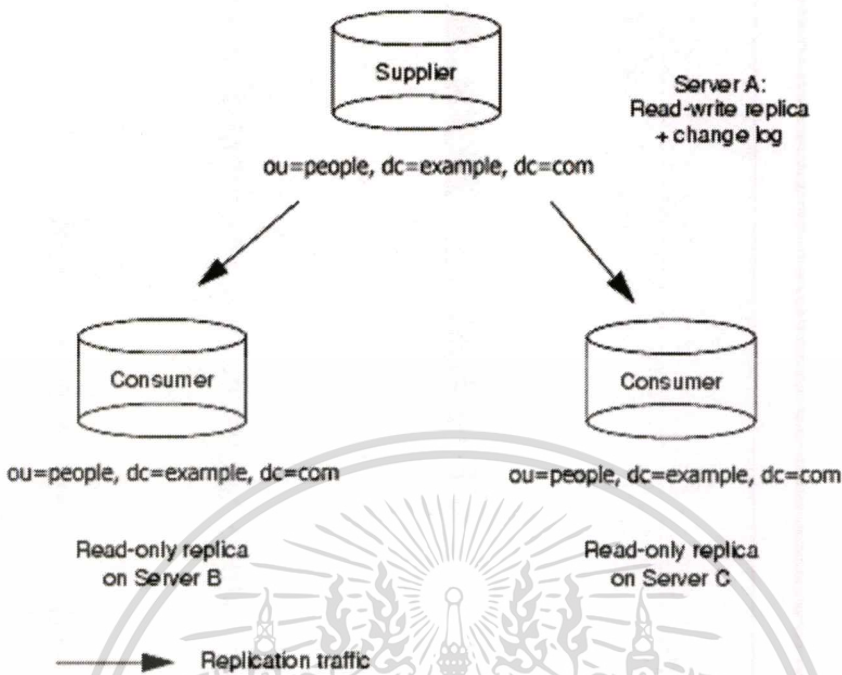 Supplier
Server A:
Read-write replica
+ change log
ou=people, dc=example, dc=com
Consumer
Consumer
ou=people, dc=example, dc=com
ou=people, dc=example, dc=com
Read-only replica
on Server B
Read-only replica
on Server C
Replication traffic